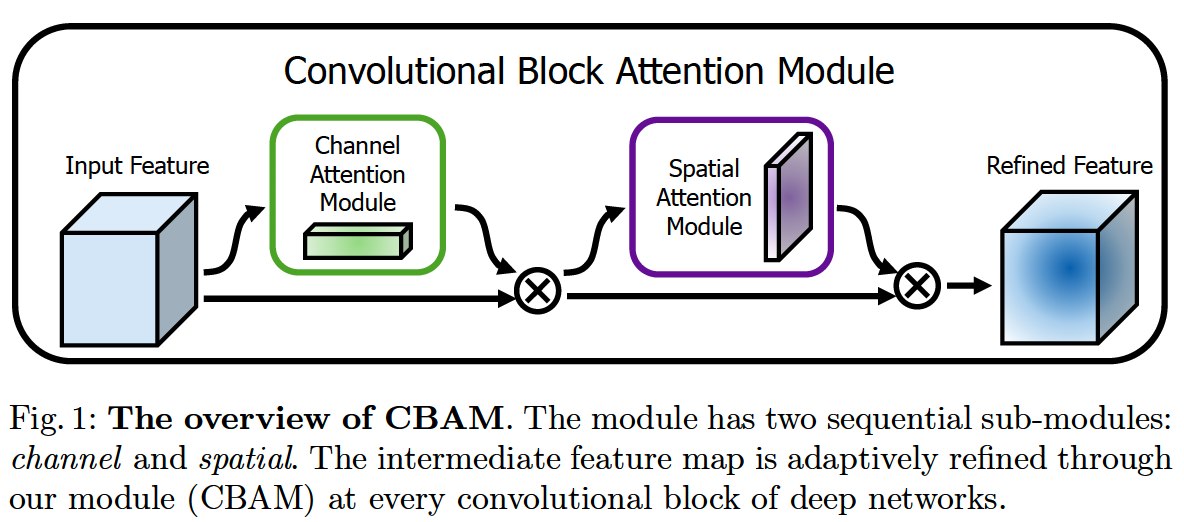 Convolutional Block Attention Module
Input Feature
Channel
Attention
Module
Spatial
Attention
Module
Refined Feature
Fig. 1: The overview of CBAM. The module has two sequential sub-modules:
channel and spatial. The intermediate feature map is adaptively refined through
our module (CBAM) at every convolutional block of deep networks.